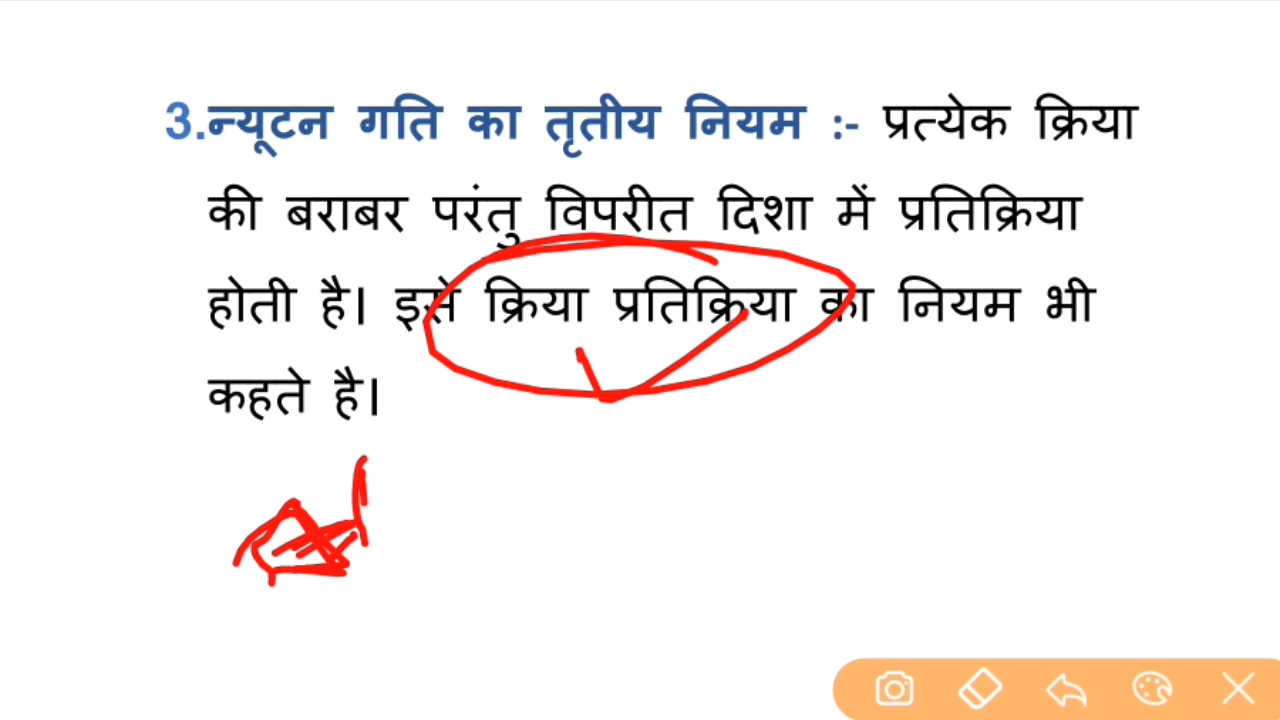 3.न्यूटन गति का तृतीय नियम :- प्रत्येक क्रिया
की बराबर परंतु विपरीत दिशा में प्रतिक्रिया
होती है। इसे क्रिया प्रतिक्रिया का नियम भी
कहते है।